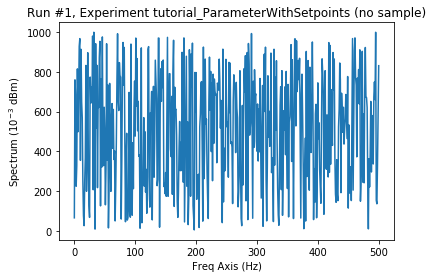 Run #1, Experiment tutorial_ParameterWithSetpoints (no sample)
1000
800
600
400
200
0
Spectrum (10⁻³ dBm)
0 100 200 300 400 500
Freq Axis (Hz)